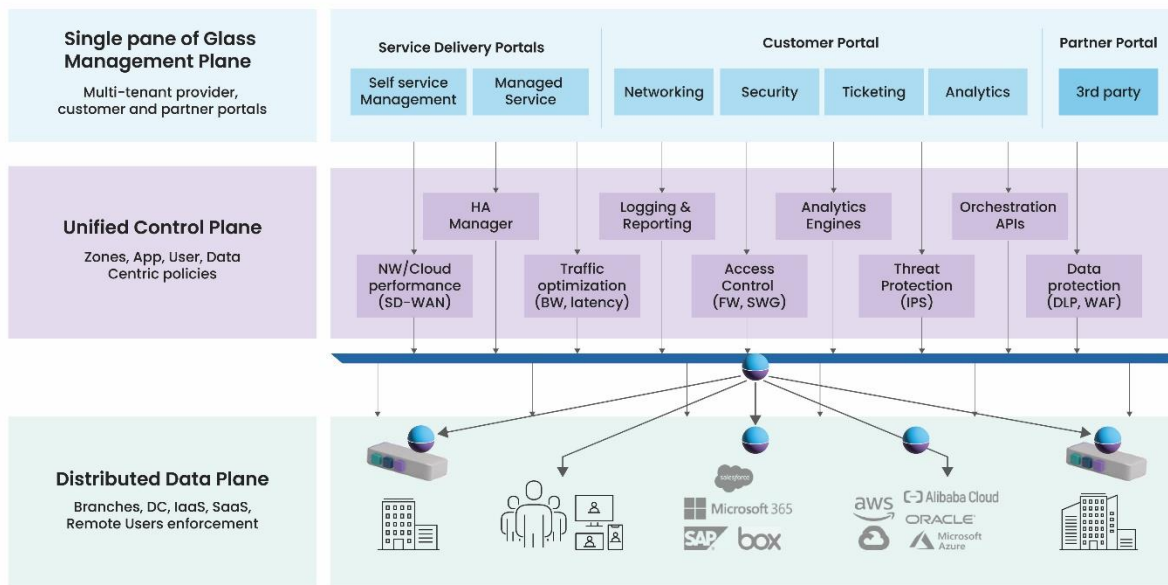 Single pane of Glass
Management Plane
Multi-tenant provider,
customer and partner portals
Service Delivery Portals
Self service
Management
Managed
Service
Customer Portal
Networking
Security
Ticketing
Analytics
Partner Portal
3rd party
Unified Control Plane
Zones, App, User, Data
Centric policies
HA
Manager
Logging &
Reporting
Analytics
Engines
Orchestration
APIs
NW/Cloud
performance
(SD-WAN)
Traffic
optimization
(BW, latency)
Access
Control
(FW, SWG)
Threat
Protection
(IPS)
Data
protection
(DLP, WAF)
Distributed Data Plane
Branches, DC, IaaS, SaaS,
Remote Users enforcement
salesforce
Microsoft 365
SAP
box
aws
Alibaba Cloud
ORACLE
Microsoft
Azure